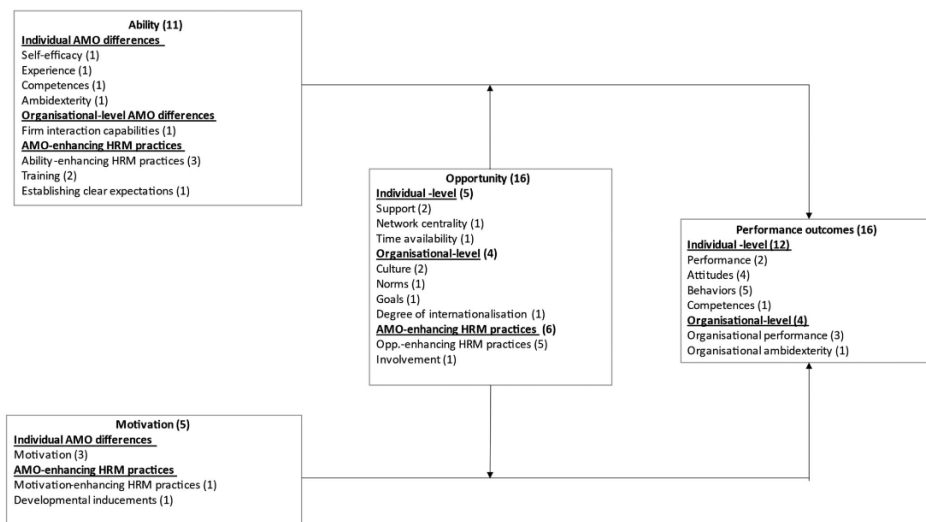 Ability (11)
Individual AMO differences
Self-efficacy (1)
Experience (1)
Competences (1)
Ambidexterity (1)
Organisational-level AMO differences
Firm interaction capabilities (1)
AMO-enhancing HRM practices
Ability-enhancing HRM practices (3)
Training (2)
Establishing clear expectations (1)
Opportunity (16)
Individual -level (5)
Support (2)
Network centrality (1)
Time availability (1)
Organisational-level (4)
Culture (2)
Norms (1)
Goals (1)
Degree of internationalisation (1)
AMO-enhancing HRM practices (6)
Opp.-enhancing HRM practices (5)
Involvement (1)
Performance outcomes (16)
Individual -level (12)
Performance (2)
Attitudes (4)
Behaviors (5)
Competences (1)
Organisational-level (4)
Organisational performance (3)
Organisational ambidexterity (1)
Motivation (5)
Individual AMO differences
Motivation (3)
AMO-enhancing HRM practices
Motivation-enhancing HRM practices (1)
Developmental inducements (1)